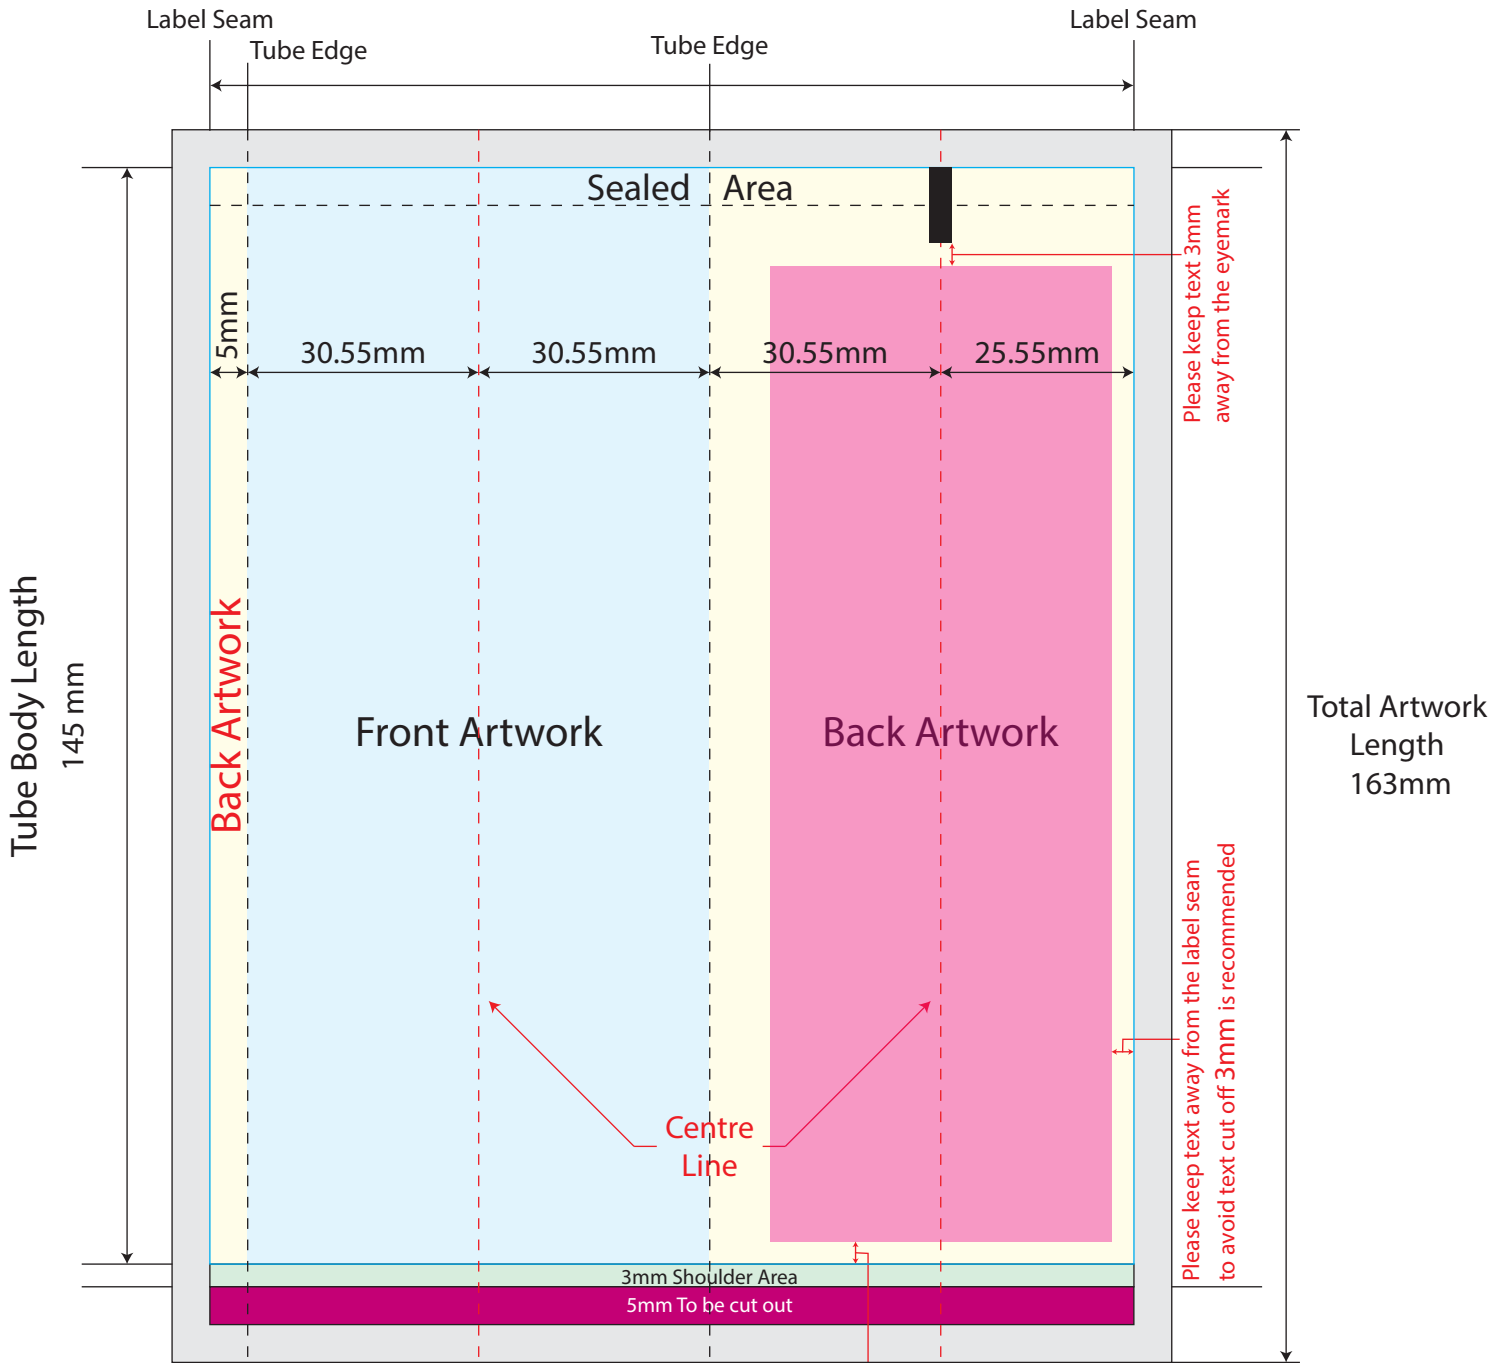 Label Seam
Label Seam
Tube Edge
Tube Edge
Sealed Area
Please keep text 3mm
away from the eyemark
5mm
30.55mm
30.55mm
30.55mm
25.55mm
Tube Body Length
145 mm
Back Artwork
Front Artwork
Back Artwork
Total Artwork
Length
163mm
Please keep text away from the label seam
to avoid text cut off 3mm is recommended
Centre
Line
3mm Shoulder Area
5mm To be cut out